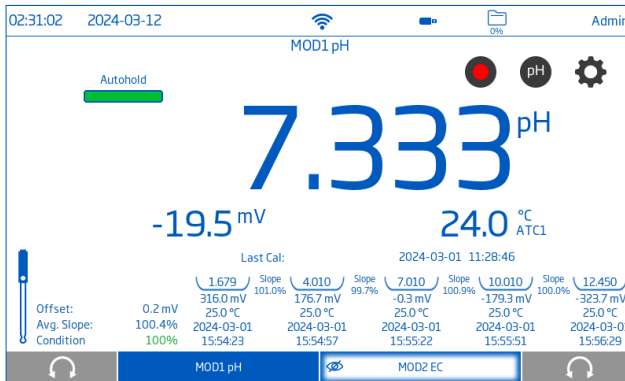 02:31:02 2024-03-12 0% Admin
MOD1 pH
Autohold
pH
7.333 pH
-19.5 mV 24.0 °C ATC1
Last Cal: 2024-03-01 11:28:46
1.679 Slope 101.0% 4.010 Slope 99.7% 7.010 Slope 100.9% 10.010 Slope 100.0% 12.450
316.0 mV 176.7 mV -0.3 mV -179.3 mV -323.7 mV
Offset: 0.2 mV 25.0 °C 25.0 °C 25.0 °C 25.0 °C 25.0 °C
Avg. Slope: 100.4% 2024-03-01 2024-03-01 2024-03-01 2024-03-01 2024-03-0
Condition 100% 15:54:23 15:54:57 15:55:22 15:55:51 15:56:29
MOD1 pH MOD2 EC